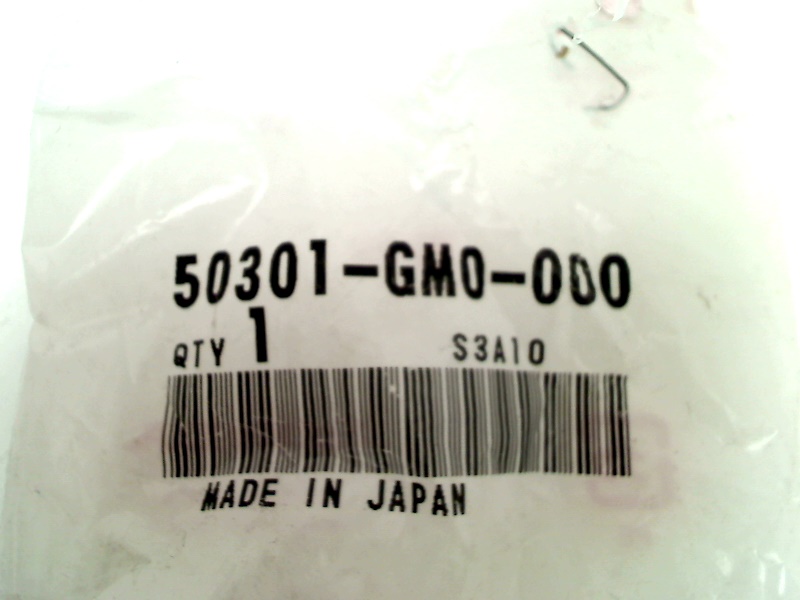 50301-GM0-000
QTY 1 S3A10
MADE IN JAPAN